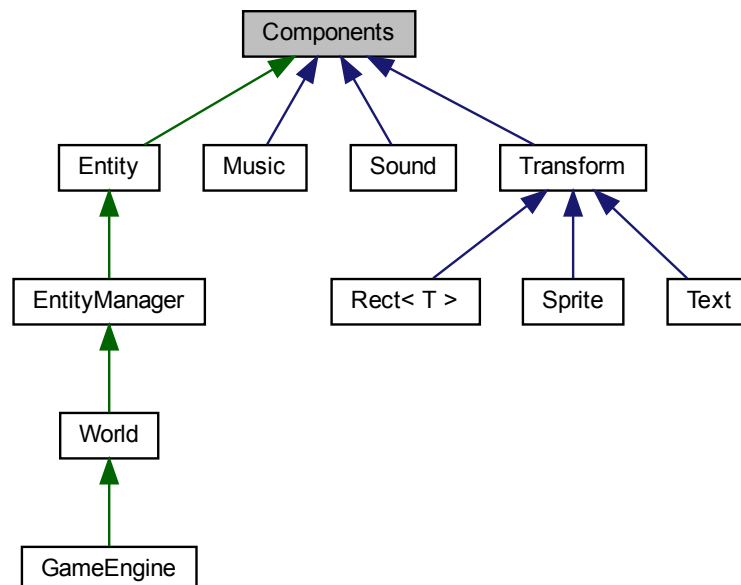 Components
Entity
Music
Sound
Transform
EntityManager
Rect< T >
Sprite
Text
World
GameEngine